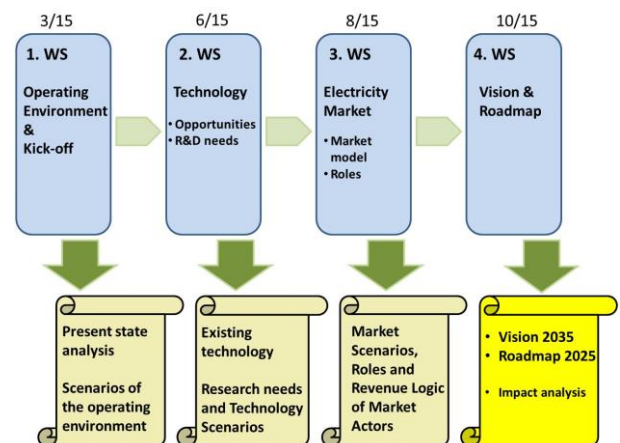 3/15
6/15
8/15
10/15
1. WS
Operating
Environment
&
Kick-off
2. WS
Technology
• Opportunities
• R&D needs
3. WS
Electricity
Market
• Market
model
• Roles
4. WS
Vision &
Roadmap
Present state
analysis
Scenarios of
the operating
environment
Existing
technology
Research needs
and Technology
Scenarios
Market
Scenarios,
Roles and
Revenue Logic
of Market
Actors
• Vision 2035
• Roadmap 2025
• Impact analysis